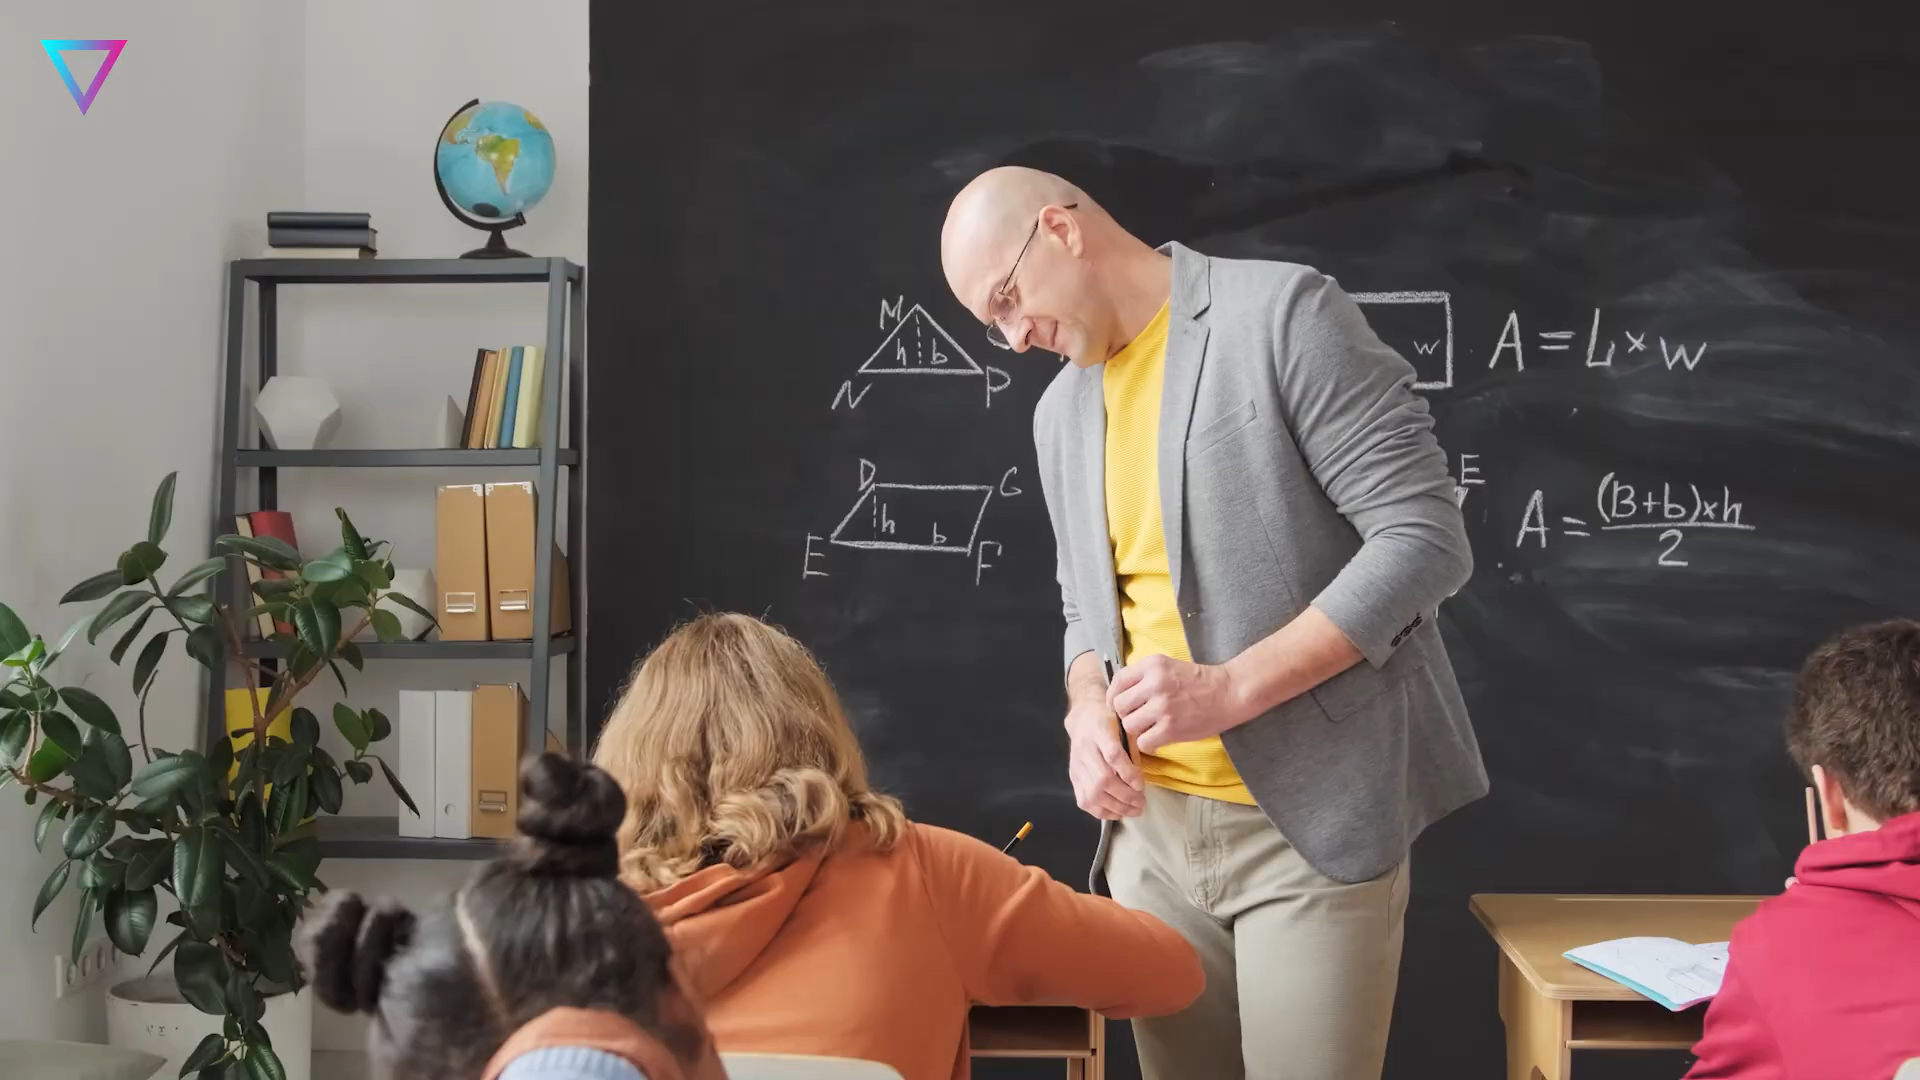 M
h b
N P
w
A = L × w
D G
h b
E F
E
A = (B+b)×h
2